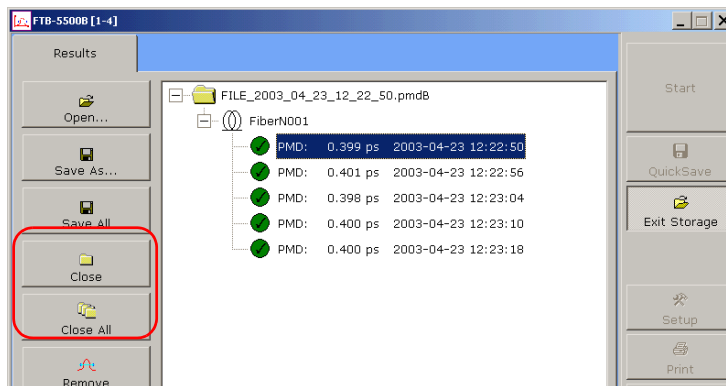 FTB-5500B [1-4]
Results
Open...
Save As...
Save All
Close
Close All
Remove
FILE_2003_04_23_12_22_50.pmdB
FiberN001
PMD: 0.399 ps 2003-04-23 12:22:50
PMD: 0.401 ps 2003-04-23 12:22:56
PMD: 0.398 ps 2003-04-23 12:23:04
PMD: 0.400 ps 2003-04-23 12:23:10
PMD: 0.400 ps 2003-04-23 12:23:18
Start
QuickSave
Exit Storage
Setup
Print